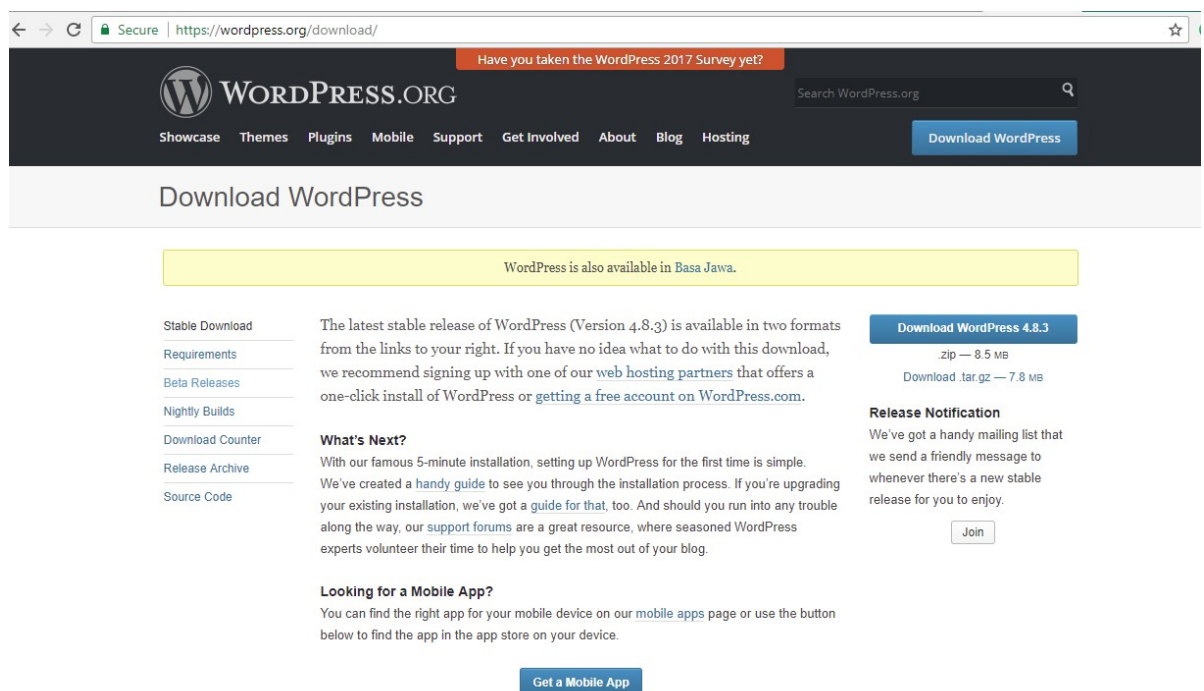 Secure | https://wordpress.org/download/
Have you taken the WordPress 2017 Survey yet?
WORDPRESS.ORG
Search WordPress.org
Showcase Themes Plugins Mobile Support Get Involved About Blog Hosting
Download WordPress
Download WordPress
WordPress is also available in Basa Jawa.
Stable Download
Requirements
Beta Releases
Nightly Builds
Download Counter
Release Archive
Source Code
The latest stable release of WordPress (Version 4.8.3) is available in two formats
from the links to your right. If you have no idea what to do with this download,
we recommend signing up with one of our web hosting partners that offers a
one-click install of WordPress or getting a free account on WordPress.com.
What's Next?
With our famous 5-minute installation, setting up WordPress for the first time is simple.
We've created a handy guide to see you through the installation process. If you're upgrading
your existing installation, we've got a guide for that, too. And should you run into any trouble
along the way, our support forums are a great resource, where seasoned WordPress
experts volunteer their time to help you get the most out of your blog.
Looking for a Mobile App?
You can find the right app for your mobile device on our mobile apps page or use the button
below to find the app in the app store on your device.
Get a Mobile App
Download WordPress 4.8.3
.zip — 8.5 MB
Download .tar.gz — 7.8 MB
Release Notification
We've got a handy mailing list that
we send a friendly message to
whenever there's a new stable
release for you to enjoy.
Join